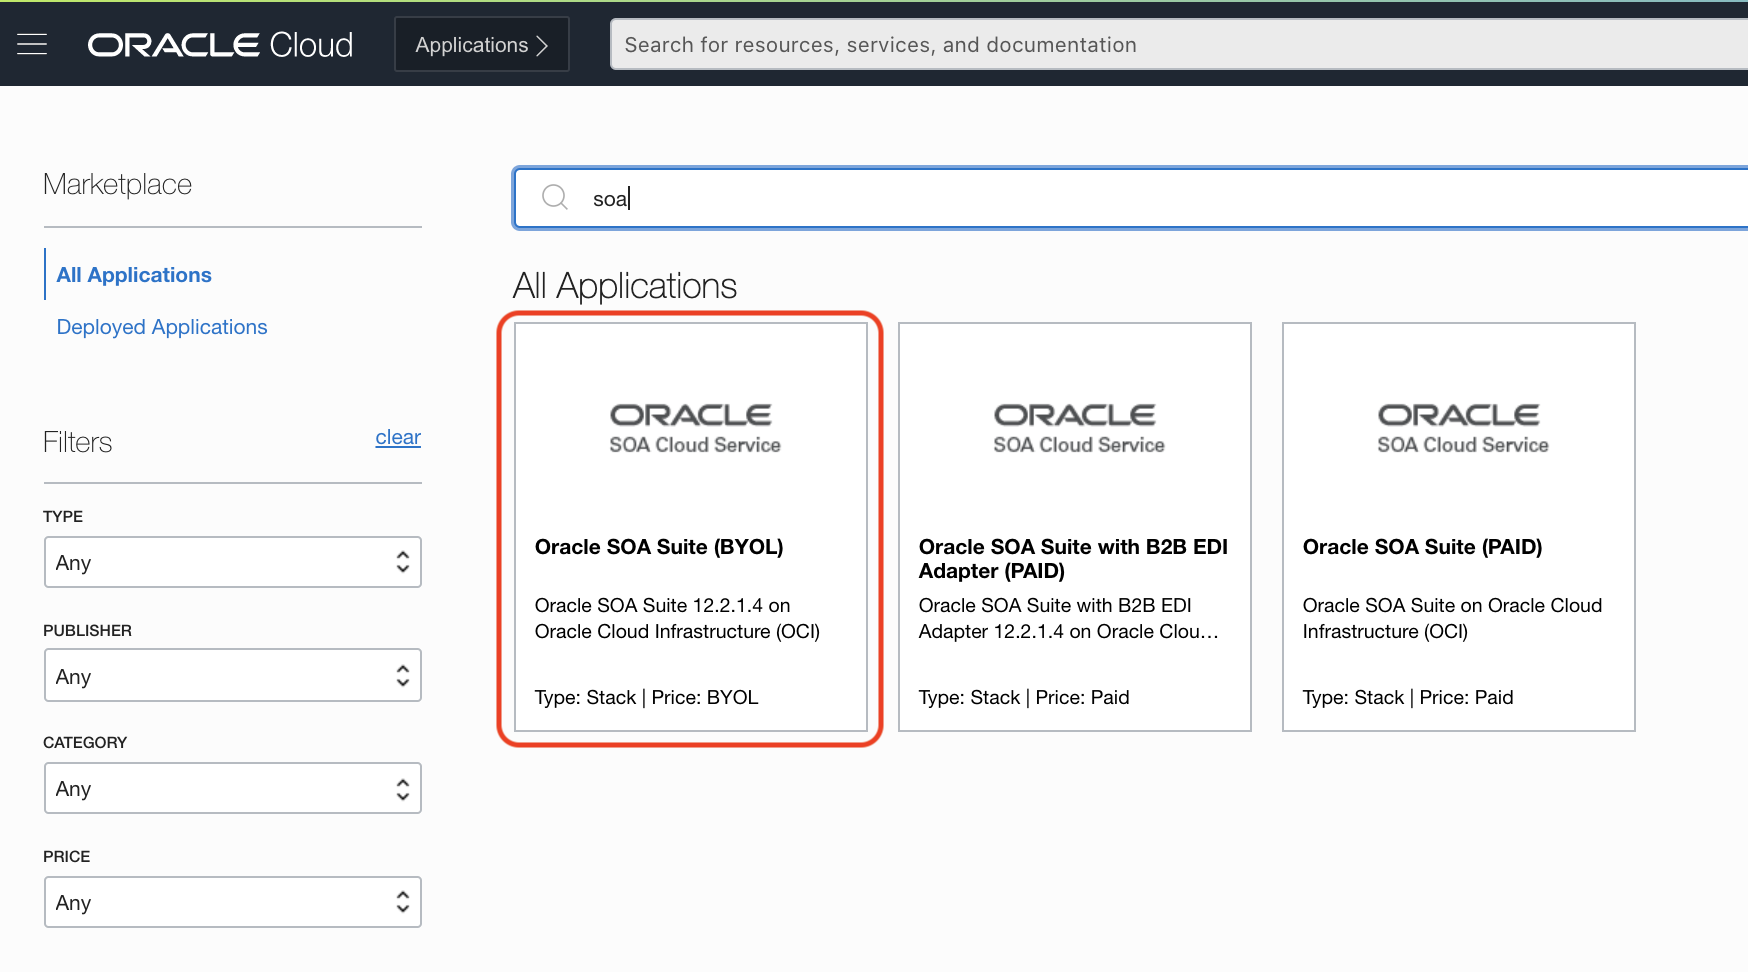 ORACLE Cloud
Applications
Search for resources, services, and documentation
Marketplace
All Applications
Deployed Applications
Filters
clear
TYPE
Any
PUBLISHER
Any
CATEGORY
Any
PRICE
Any
soa
All Applications
ORACLE
SOA Cloud Service
Oracle SOA Suite (BYOL)
Oracle SOA Suite 12.2.1.4 on
Oracle Cloud Infrastructure (OCI)
Type: Stack | Price: BYOL
ORACLE
SOA Cloud Service
Oracle SOA Suite with B2B EDI
Adapter (PAID)
Oracle SOA Suite with B2B EDI
Adapter 12.2.1.4 on Oracle Clou…
Type: Stack | Price: Paid
ORACLE
SOA Cloud Service
Oracle SOA Suite (PAID)
Oracle SOA Suite on Oracle Cloud
Infrastructure (OCI)
Type: Stack | Price: Paid